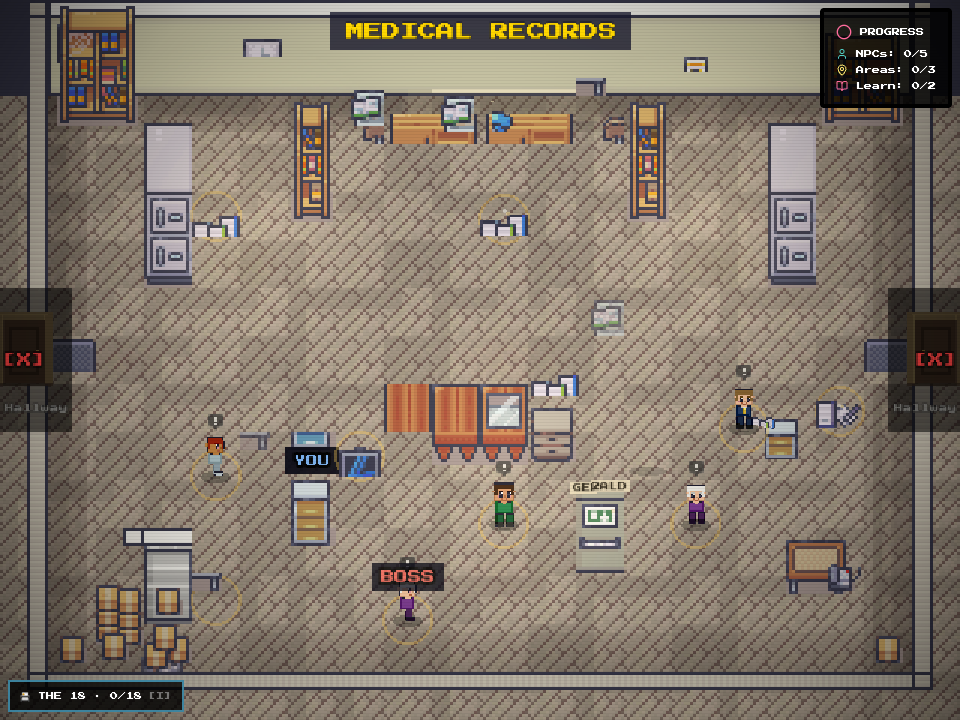 MEDICAL RECORDS
PROGRESS
NPCs: 0/5
Areas: 0/3
Learn: 0/2
[X]
Hallway
[X]
Hallway
!
!
YOU
!
!
GERALD
BOSS
THE 18 · 0/18 [I]